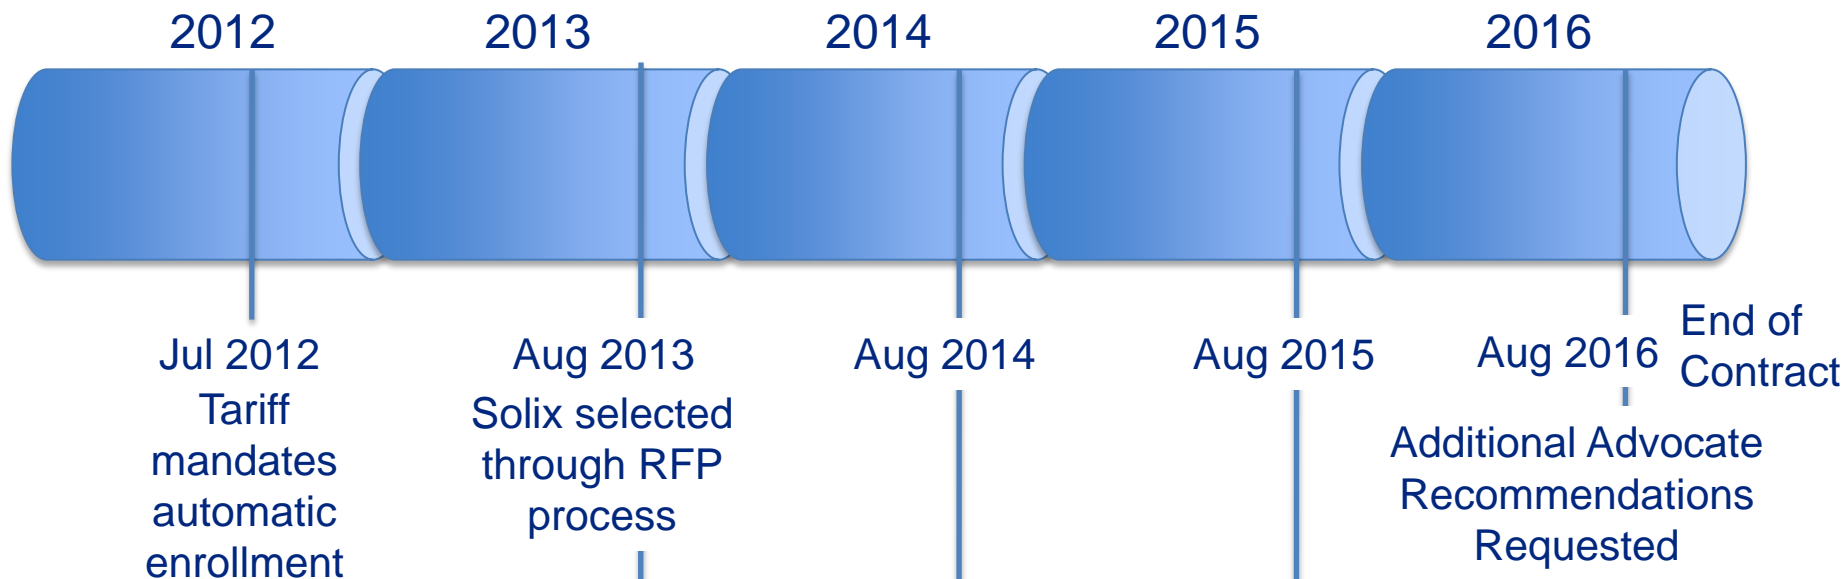 2012
2013
2014
2015
2016
Jul 2012
Tariff
mandates
automatic
enrollment
Aug 2013
Solix selected
through RFP
process
Aug 2014
Aug 2015
Aug 2016
End of
Contract
Additional Advocate
Recommendations
Requested